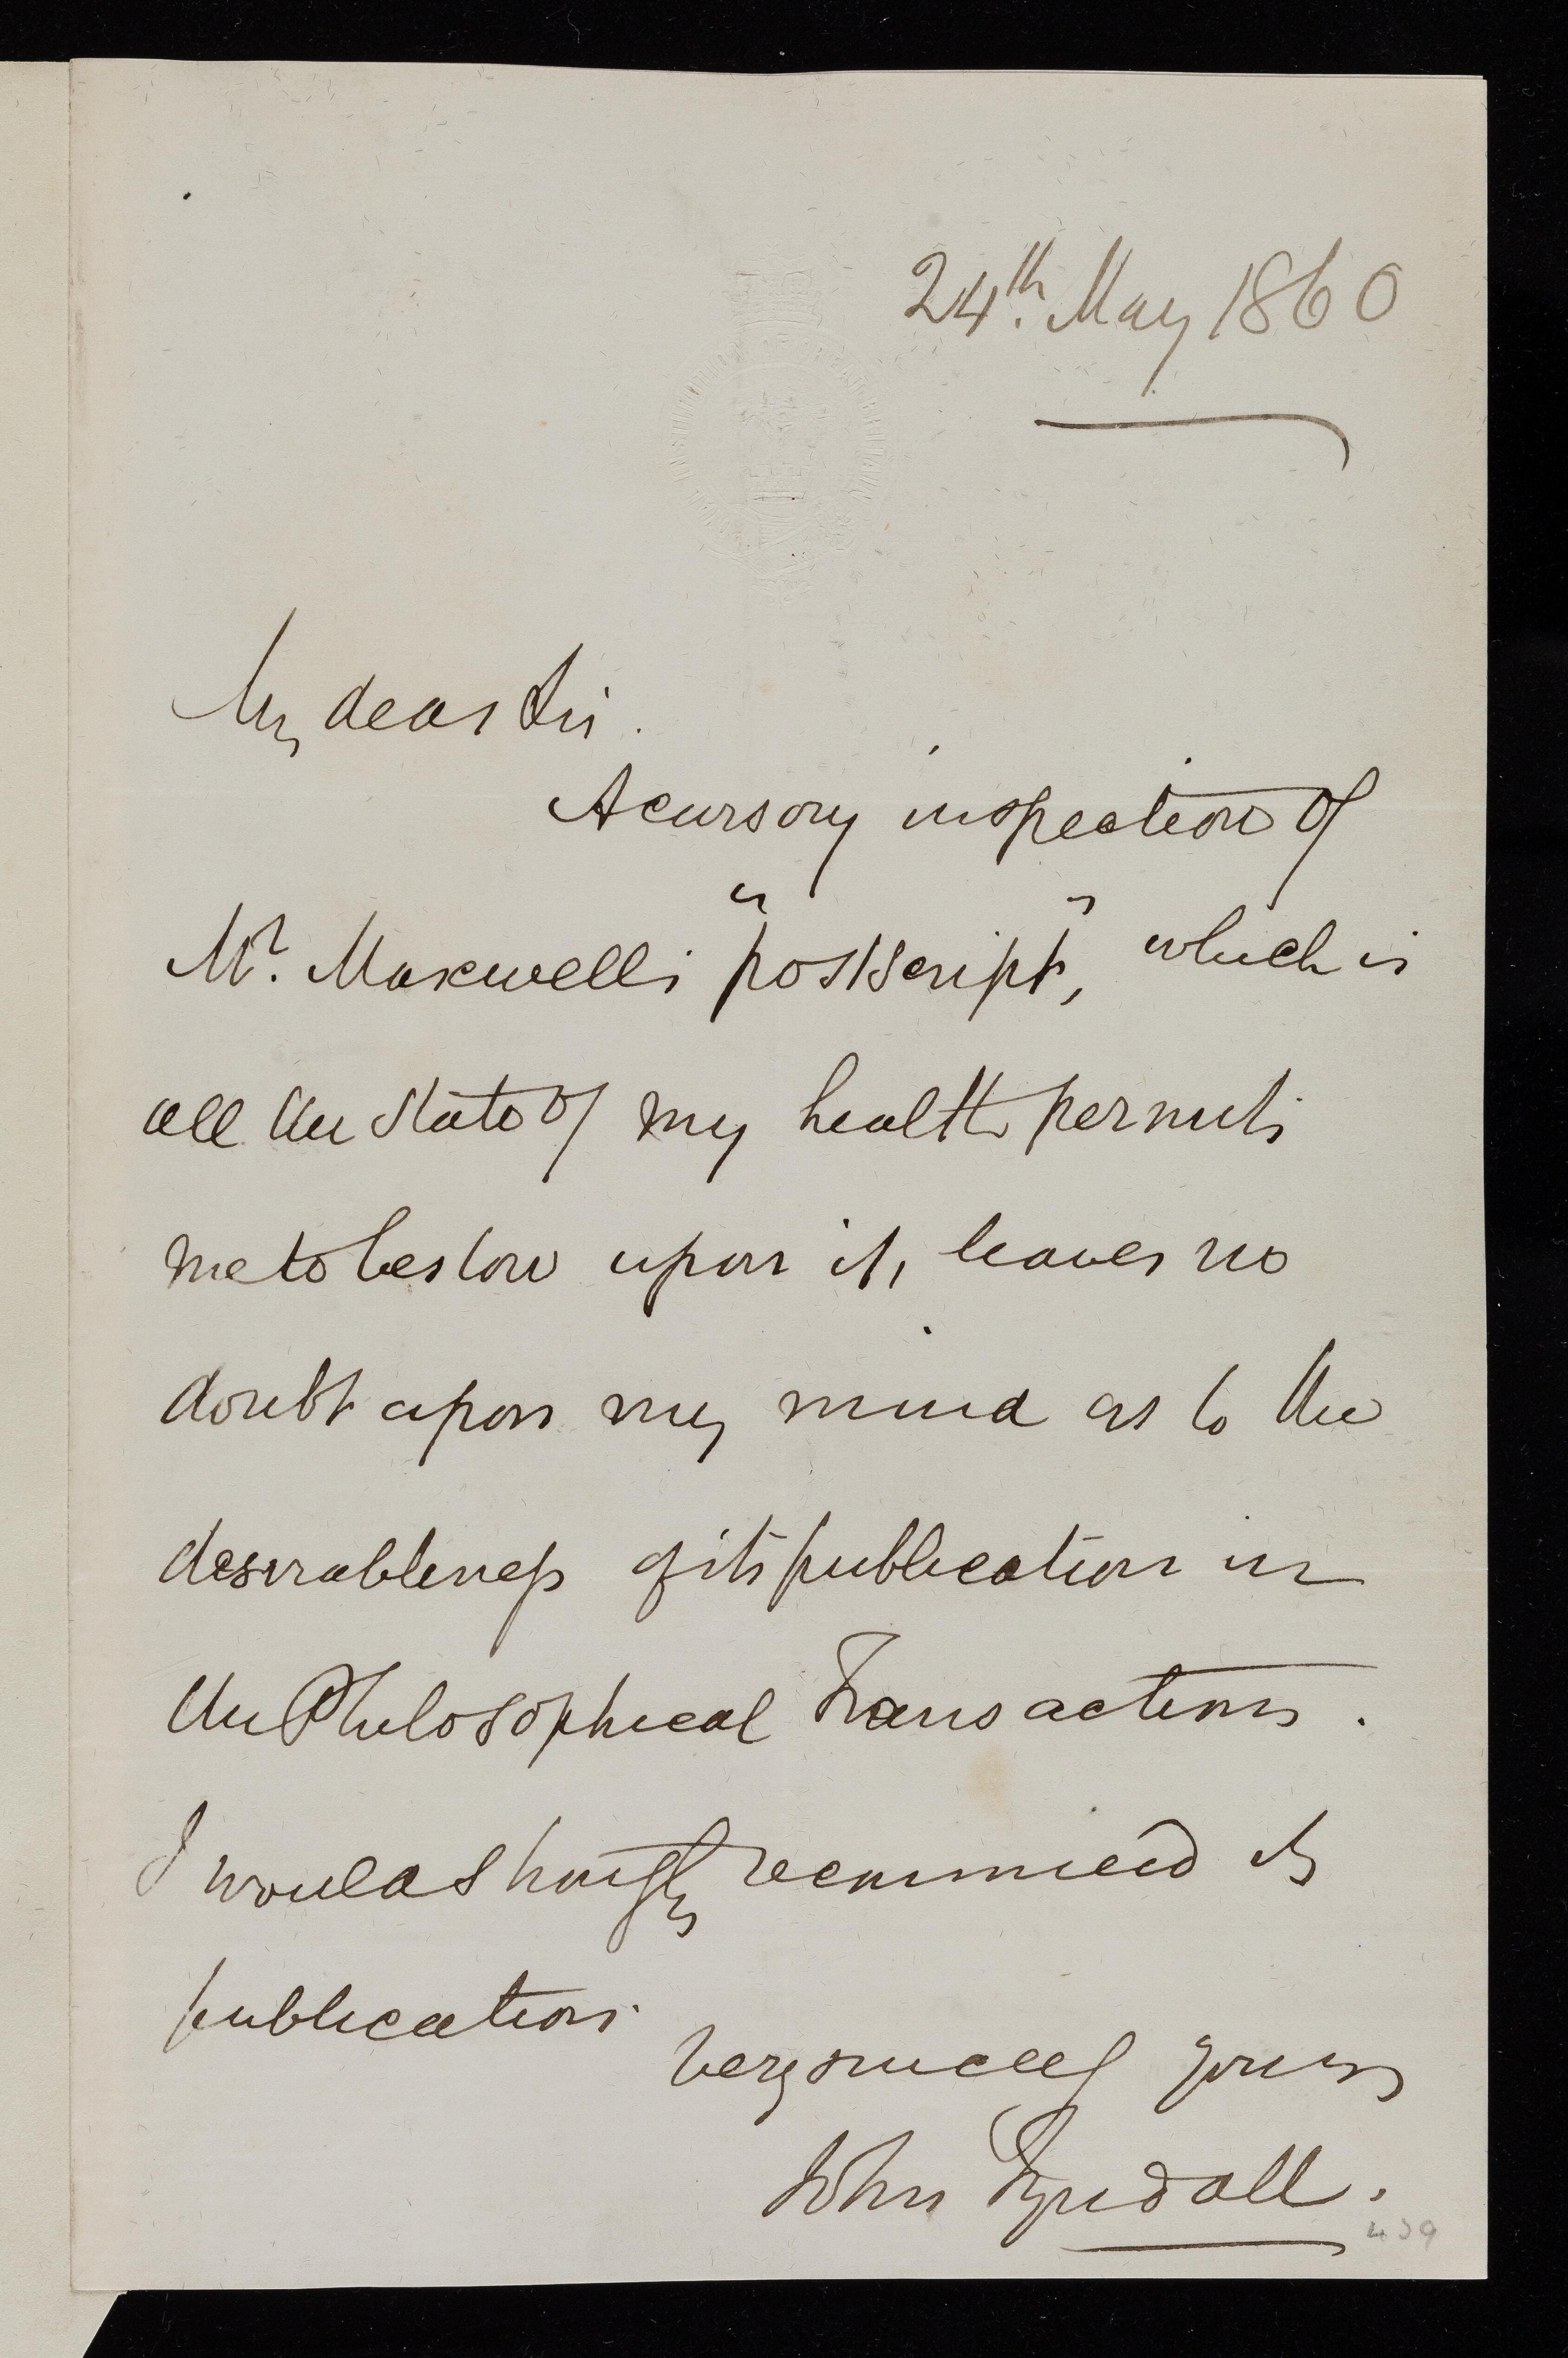 24th. May 1860
My dear Sir.
A cursory inspection of
Mr. Maxwell's "postscript", which is
all the state of my health permits
me to bestow upon it, leaves no
doubt upon my mind as to the
desirableness of its publication in
the Philosophical Transactions.
I would strongly recommend its
publication.
Very sincerely yours
John Tyndall.
459